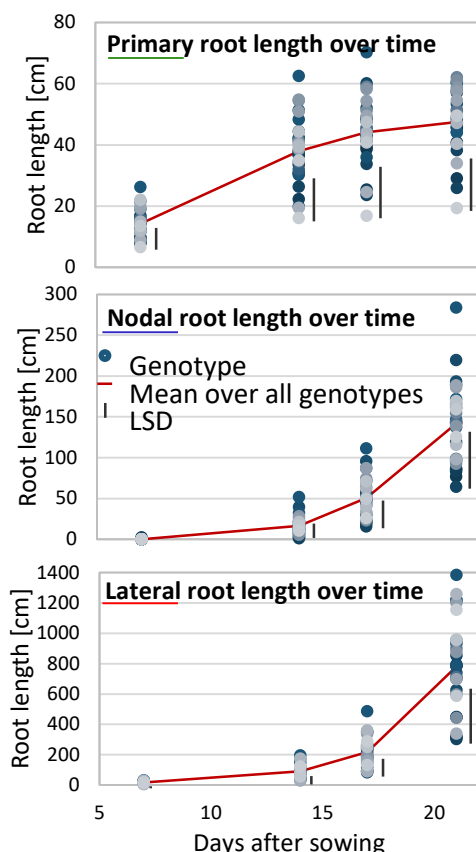 80
Primary root length over time
60
40
20
0
Root length [cm]
300
Nodal root length over time
250
Genotype
200
Mean over all genotypes
LSD
150
100
50
0
Root length [cm]
1400
Lateral root length over time
1200
1000
800
600
400
200
0
Root length [cm]
5 10 15 20
Days after sowing